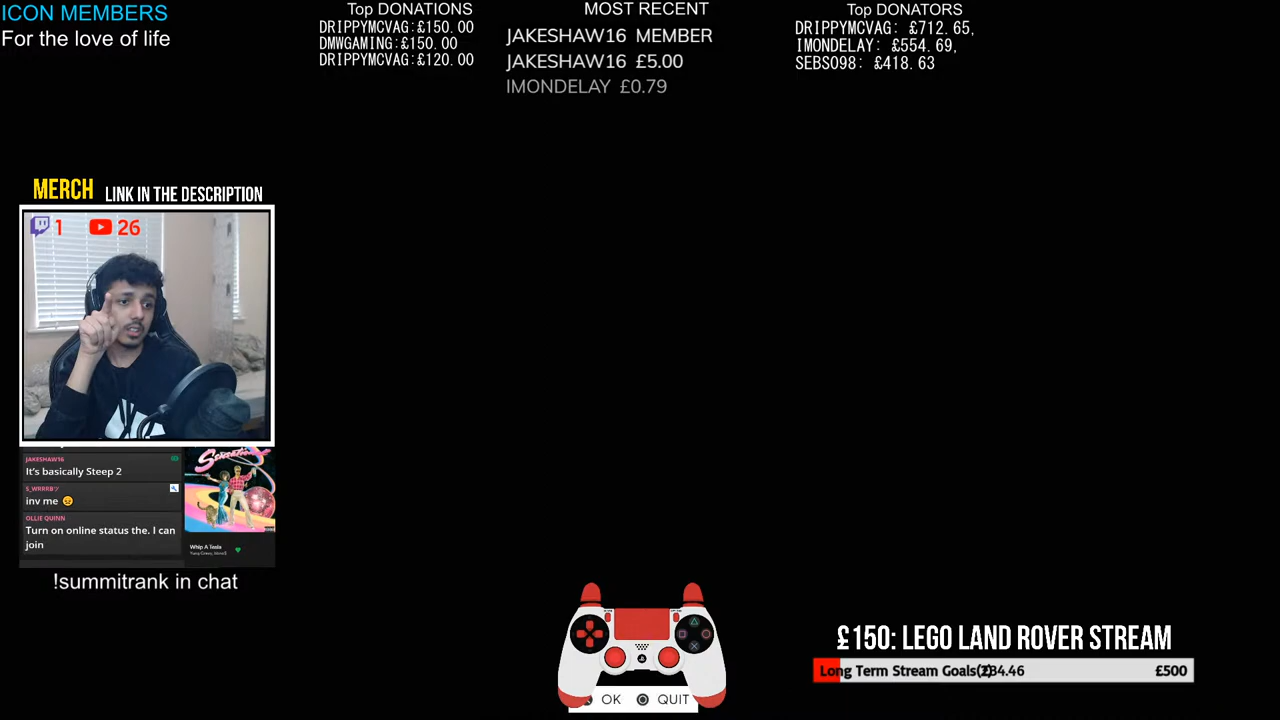 ICON MEMBERS
For the love of life
Top DONATIONS
DRIPPYMCVAG:£150.00
DMWGAMING:£150.00
DRIPPYMCVAG:£120.00
MOST RECENT
JAKESHAW16 MEMBER
JAKESHAW16 £5.00
IMONDELAY £0.79
Top DONATORS
DRIPPYMCVAG: £712.65,
IMONDELAY: £554.69,
SEBS098: £418.63
MERCH LINK IN THE DESCRIPTION
1 26
JAKESHAW16
It's basically Steep 2
inv me
OLLIE QUINN
Turn on online status the. I can
join
Whip A Tesla
!summitrank in chat
OK QUIT
£150: LEGO LAND ROVER STREAM
Long Term Stream Goals(2) £500